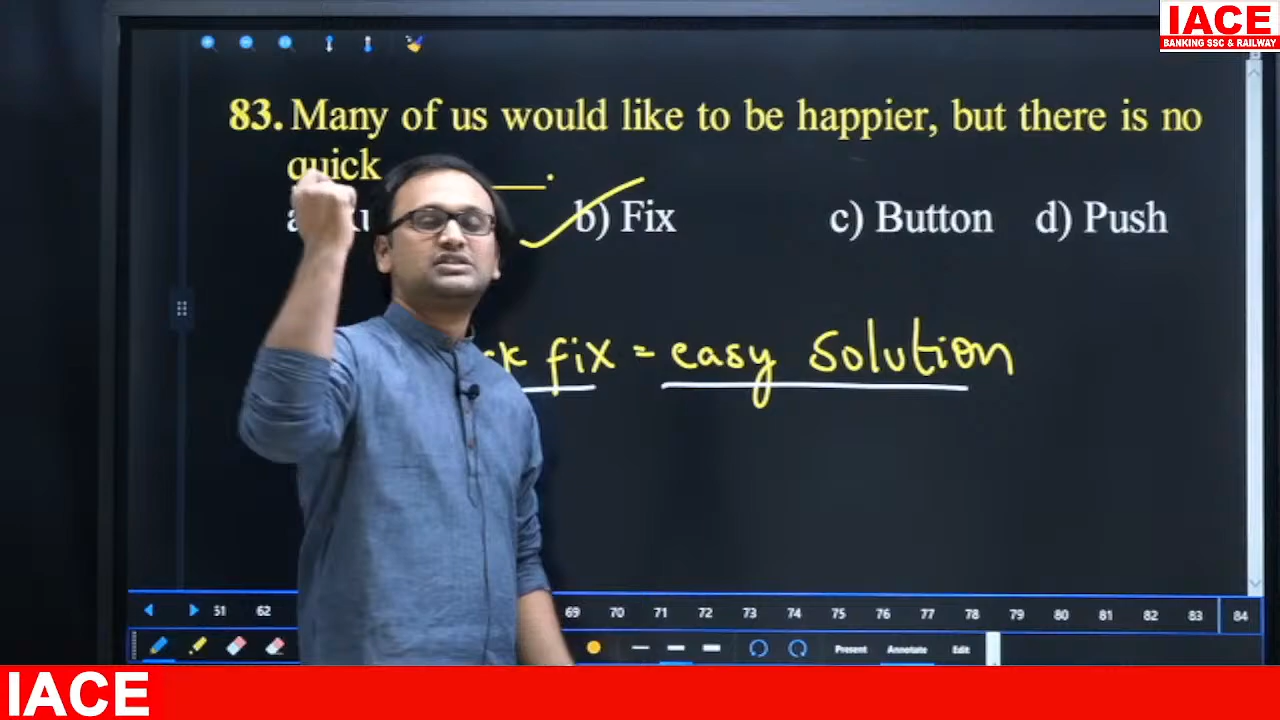 IACE
BANKING SSC & RAILWAY
83. Many of us would like to be happier, but there is no
quick ____.
b) Fix c) Button d) Push
fix = easy solution
51 62 69 70 71 72 73 74 75 76 77 78 79 80 81 82 83 84
Present Annotate Edit
IACE